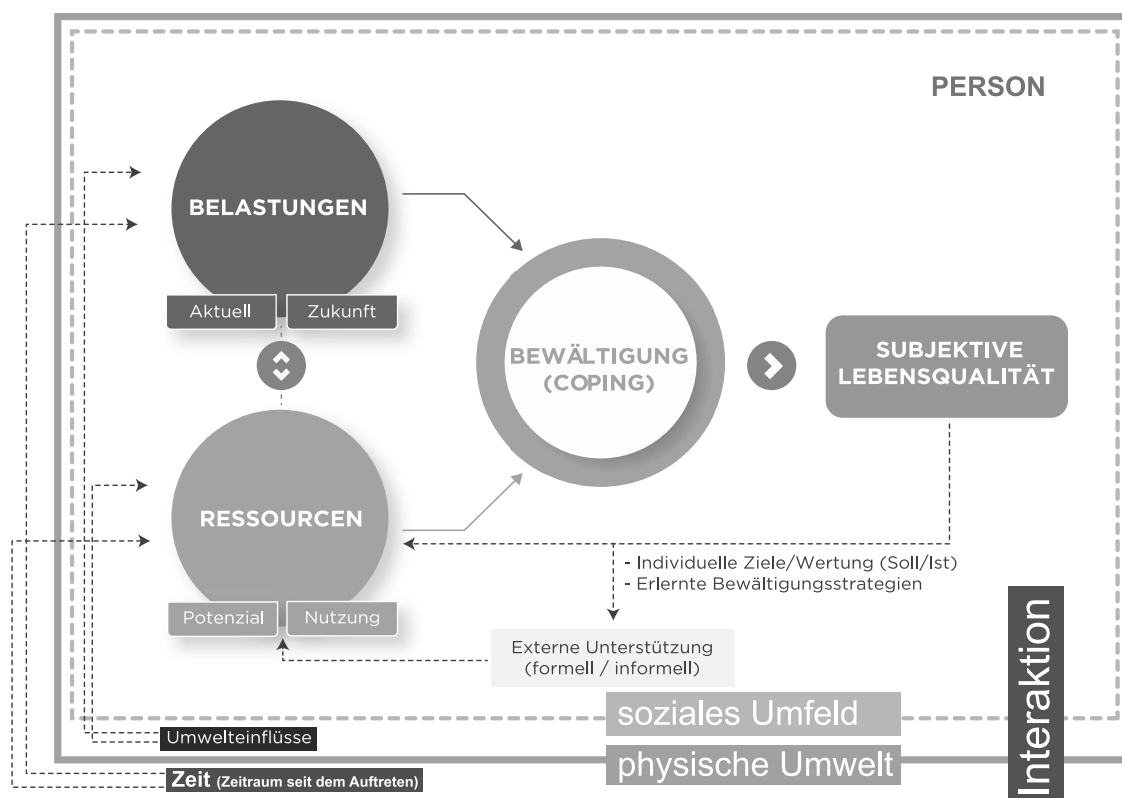 PERSON
BELASTUNGEN
Aktuell
Zukunft
BEWÄLTIGUNG
(COPING)
SUBJEKTIVE
LEBENSQUALITÄT
RESSOURCEN
Potenzial
Nutzung
- Individuelle Ziele/Wertung (Soll/Ist)
- Erlernte Bewältigungsstrategien
Externe Unterstützung
(formell / informell)
Interaktion
soziales Umfeld
Umwelteinflüsse
physische Umwelt
Zeit (Zeitraum seit dem Auftreten)